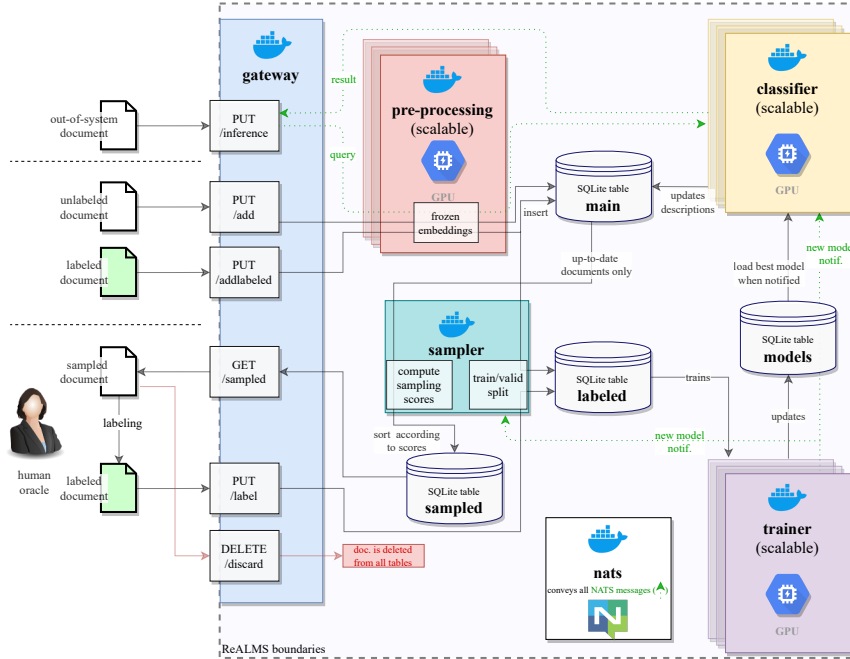 gateway
result
pre-processing
(scalable)
GPU
classifier
(scalable)
GPU
out-of-system
document
PUT
/inference
query
unlabeled
document
PUT
/add
frozen
embeddings
insert
SQLite table
main
updates
descriptions
labeled
document
PUT
/addlabeled
up-to-date
documents only
load best model
when notified
new model
notif.
sampler
compute
sampling
scores
train/valid
split
SQLite table
labeled
trains
SQLite table
models
updates
sampled
document
GET
/sampled
labeling
human
oracle
sort according
to scores
new model
notif.
labeled
document
PUT
/label
SQLite table
sampled
DELETE
/discard
doc. is deleted
from all tables
nats
conveys all NATS messages ( )
N
trainer
(scalable)
GPU
ReALMS boundaries